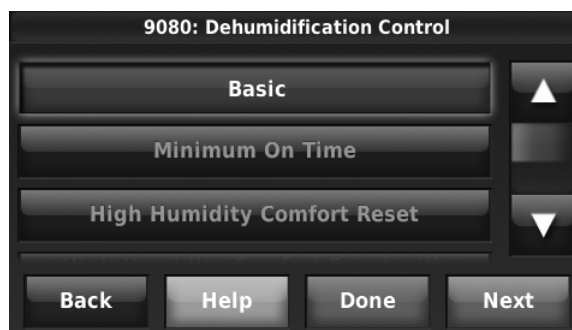 9080: Dehumidification Control
Basic
Minimum On Time
High Humidity Comfort Reset
Back Help Done Next